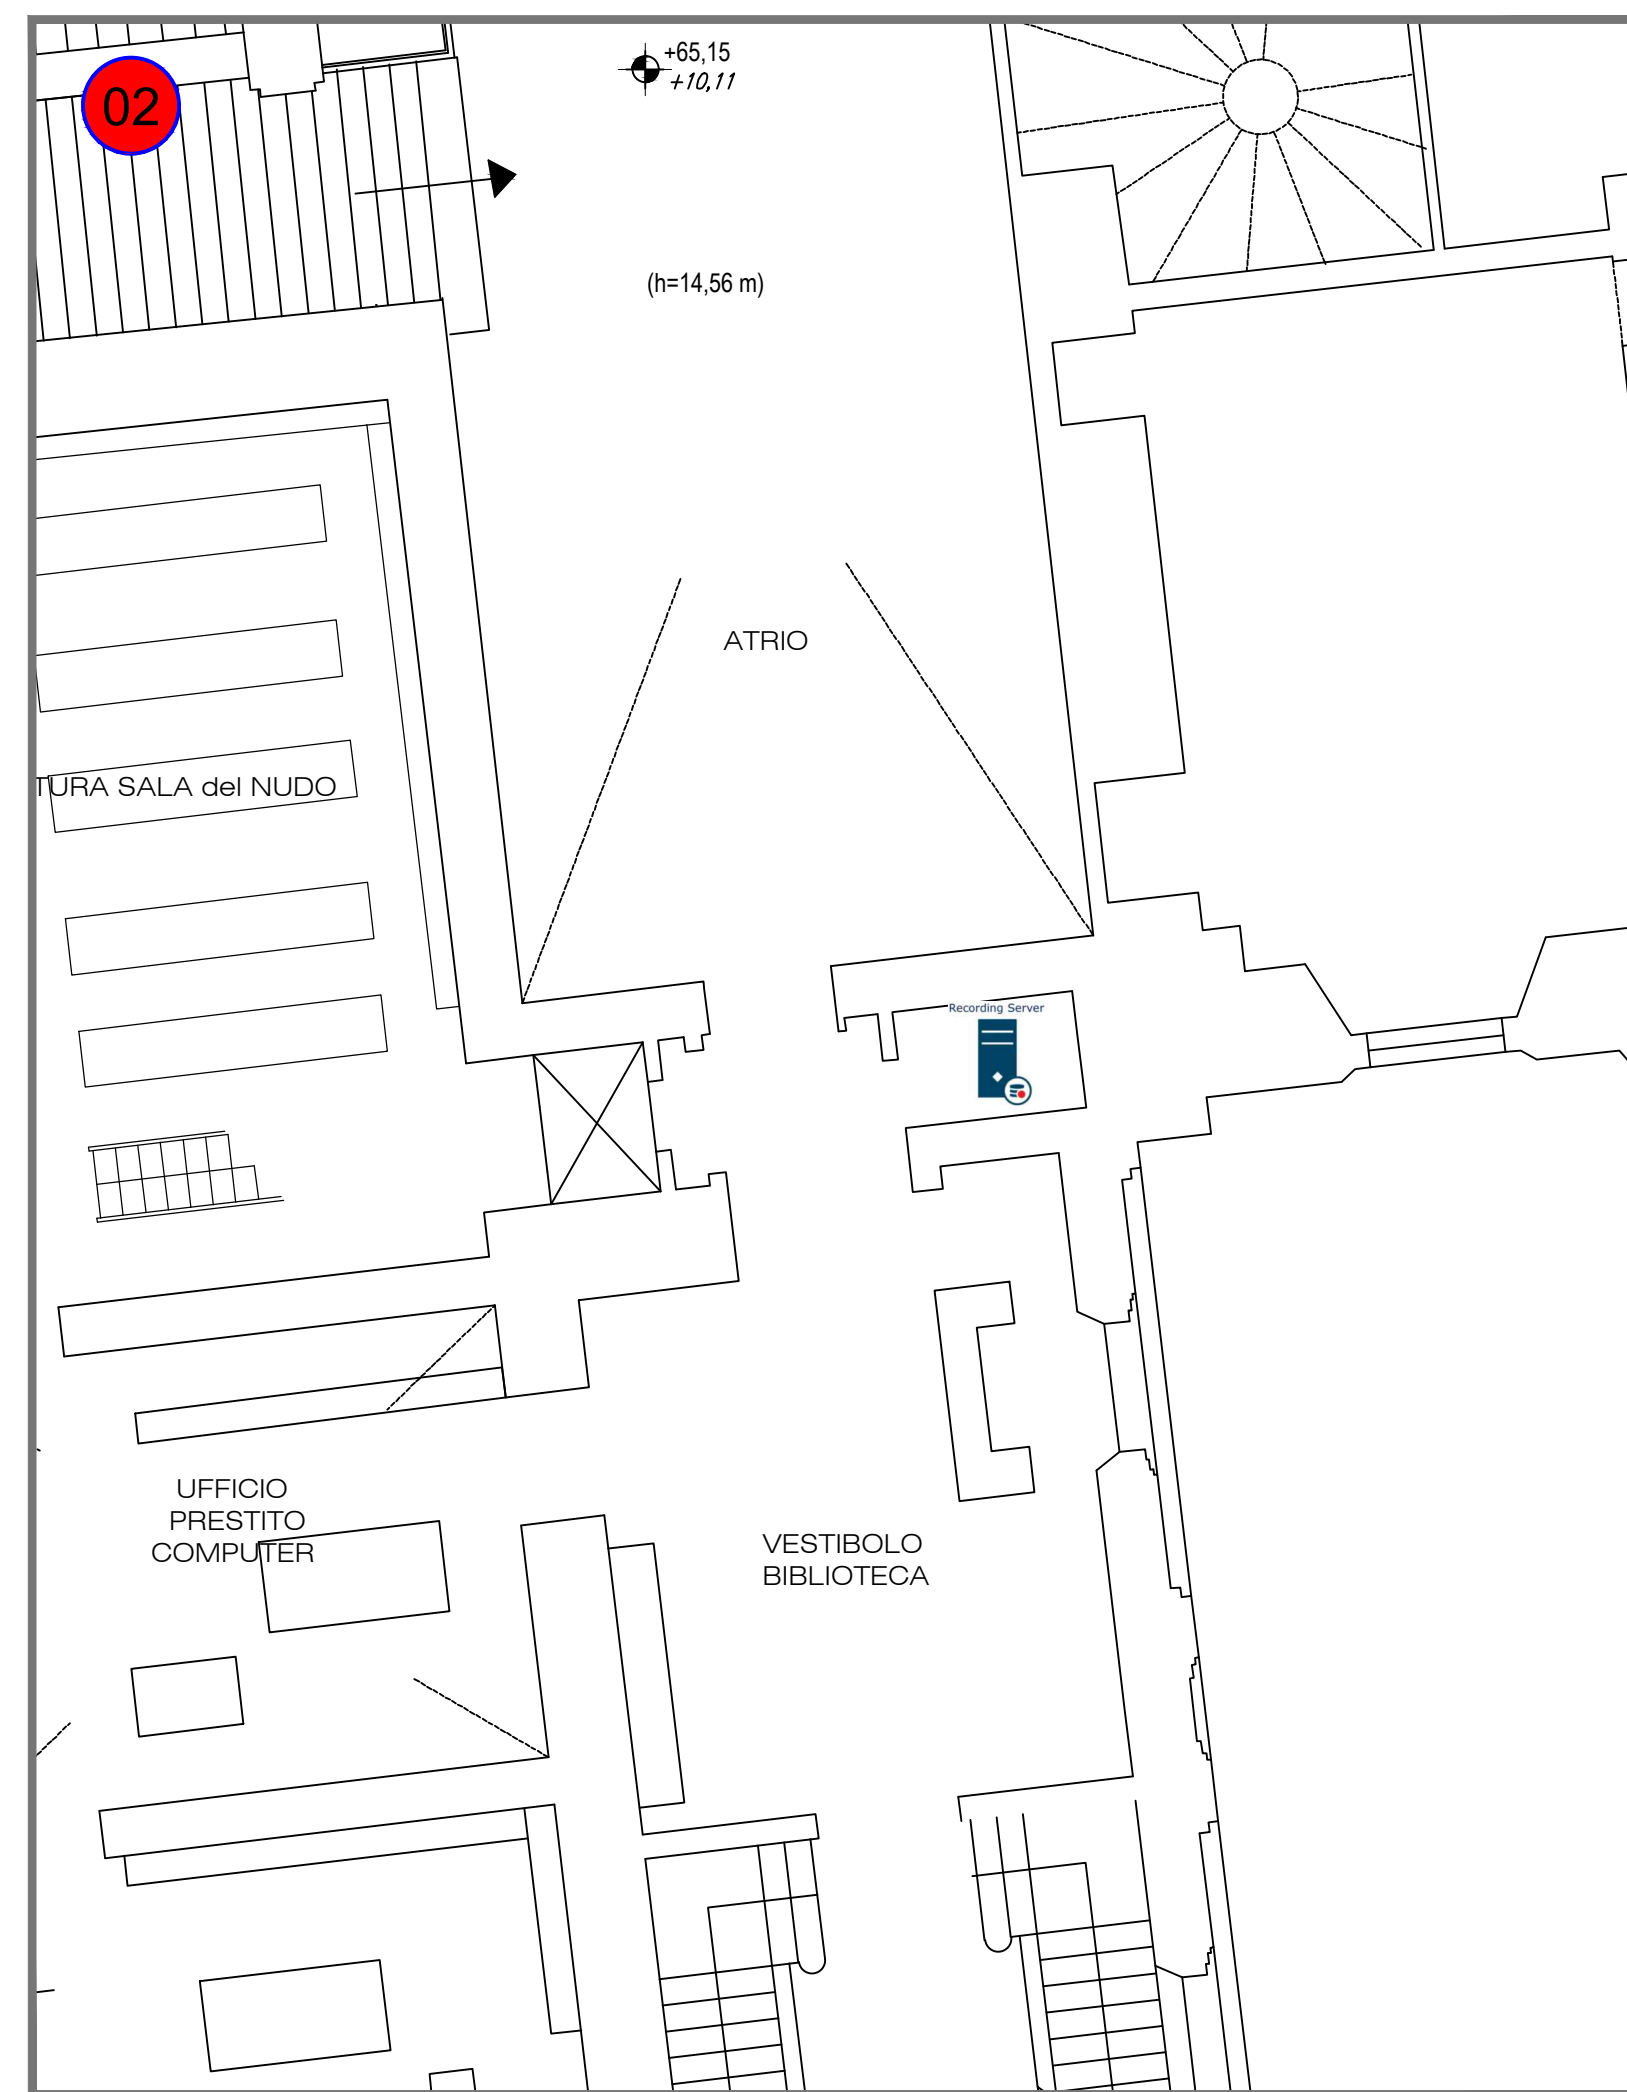 02
+65,15
+10,11
(h=14,56 m)
ATRIO
TURA SALA del NUDO
Recording Server
UFFICIO
PRESTITO
COMPUTER
VESTIBOLO
BIBLIOTECA